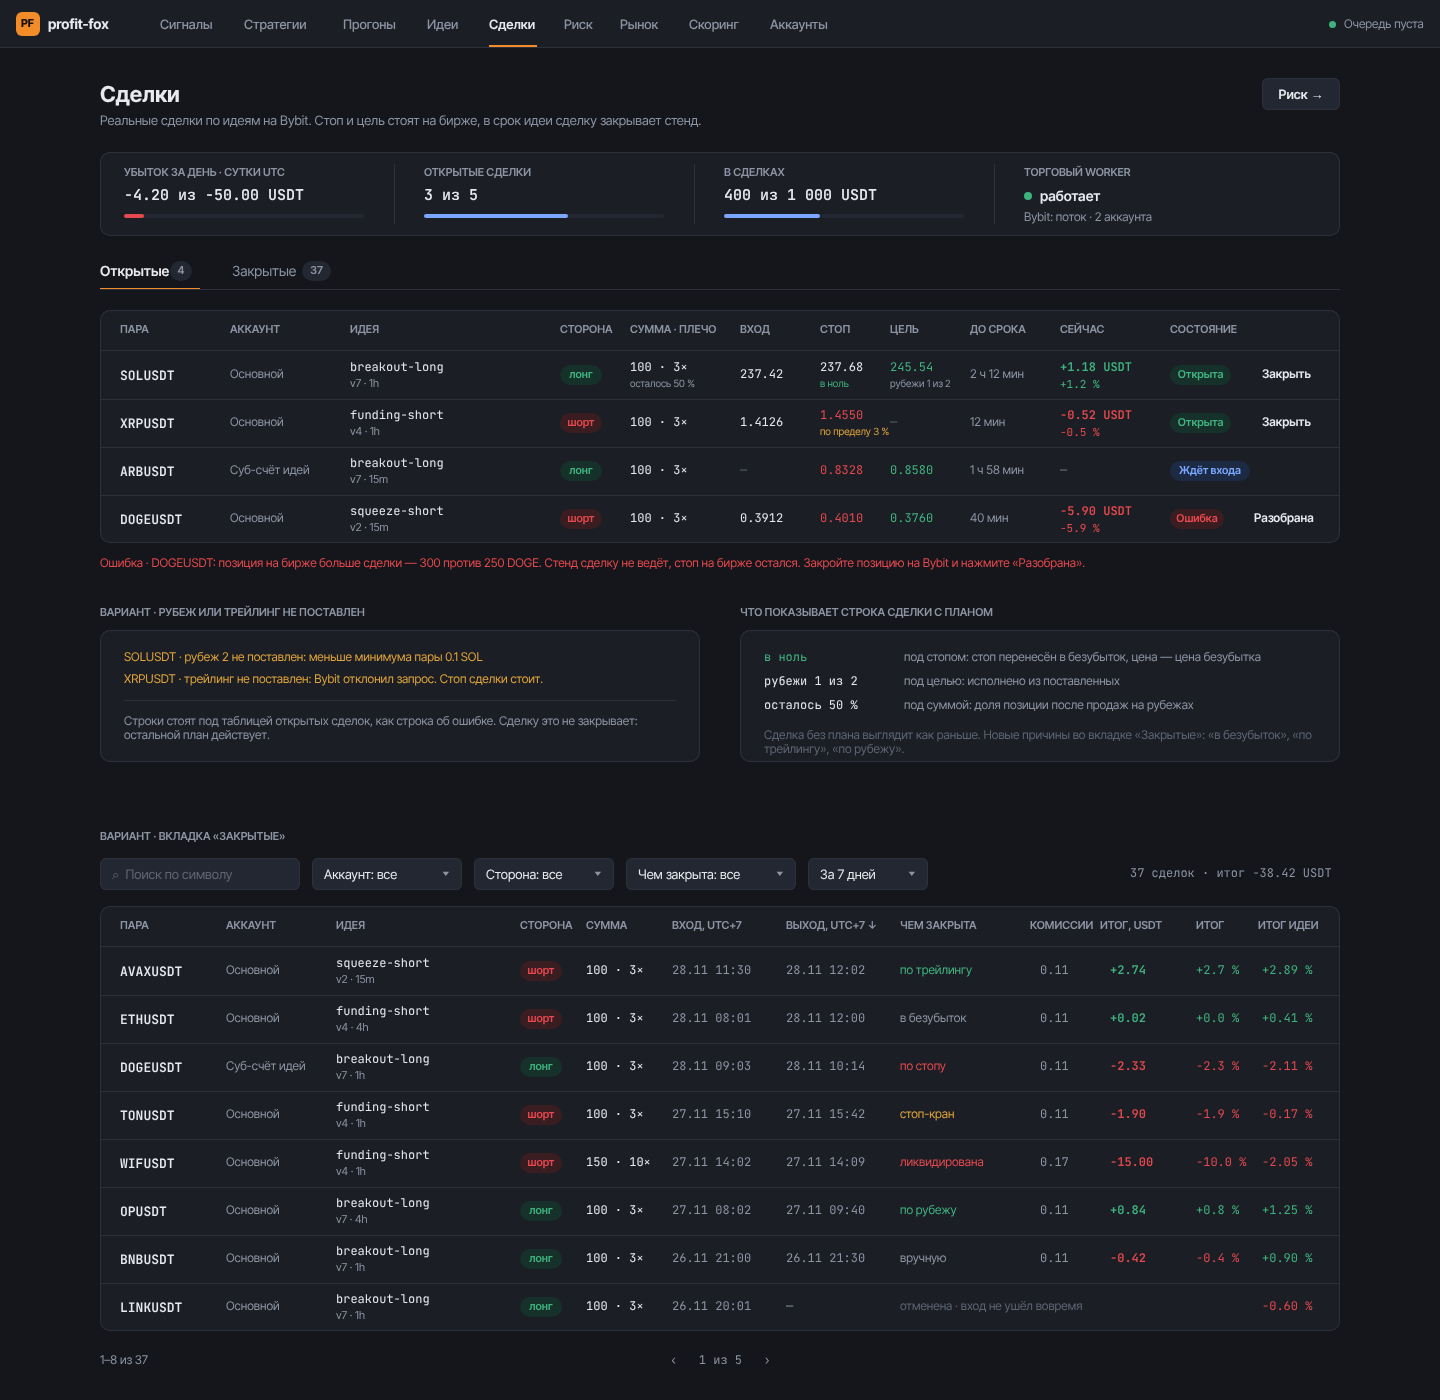 PF profit-fox Сигналы Стратегии Прогоны Идеи Сделки Риск Рынок Скоринг Аккаунты Очередь пуста
Сделки
Риск →
Реальные сделки по идеям на Bybit. Стоп и цель стоят на бирже, в срок идеи сделку закрывает стенд.
УБЫТОК ЗА ДЕНЬ · СУТКИ UTC ОТКРЫТЫЕ СДЕЛКИ В СДЕЛКАХ ТОРГОВЫЙ WORKER
-4.20 из -50.00 USDT 3 из 5 400 из 1 000 USDT работает
Bybit: поток · 2 аккаунта
Открытые 4 Закрытые 37
ПАРА АККАУНТ ИДЕЯ СТОРОНА СУММА · ПЛЕЧО ВХОД СТОП ЦЕЛЬ ДО СРОКА СЕЙЧАС СОСТОЯНИЕ
SOLUSDT Основной breakout-long лонг 100 · 3× 237.42 237.68 245.54 2 ч 12 мин +1.18 USDT Открыта Закрыть
v7 · 1h осталось 50 % в ноль рубежи 1 из 2 +1.2 %
XRPUSDT Основной funding-short шорт 100 · 3× 1.4126 1.4550 — 12 мин -0.52 USDT Открыта Закрыть
v4 · 1h по пределу 3 % -0.5 %
ARBUSDT Суб-счёт идей breakout-long лонг 100 · 3× — 0.8328 0.8580 1 ч 58 мин — Ждёт входа
v7 · 15m
DOGEUSDT Основной squeeze-short шорт 100 · 3× 0.3912 0.4010 0.3760 40 мин -5.90 USDT Ошибка Разобрана
v2 · 15m -5.9 %
Ошибка · DOGEUSDT: позиция на бирже больше сделки — 300 против 250 DOGE. Стенд сделку не ведёт, стоп на бирже остался. Закройте позицию на Bybit и нажмите «Разобрана».
ВАРИАНТ · РУБЕЖ ИЛИ ТРЕЙЛИНГ НЕ ПОСТАВЛЕН
SOLUSDT · рубеж 2 не поставлен: меньше минимума пары 0.1 SOL
XRPUSDT · трейлинг не поставлен: Bybit отклонил запрос. Стоп сделки стоит.
Строки стоят под таблицей открытых сделок, как строка об ошибке. Сделку это не закрывает:
остальной план действует.
ЧТО ПОКАЗЫВАЕТ СТРОКА СДЕЛКИ С ПЛАНОМ
в ноль под стопом: стоп перенесён в безубыток, цена — цена безубытка
рубежи 1 из 2 под целью: исполнено из поставленных
осталось 50 % под суммой: доля позиции после продаж на рубежах
Сделка без плана выглядит как раньше. Новые причины во вкладке «Закрытые»: «в безубыток», «по
трейлингу», «по рубежу».
ВАРИАНТ · ВКЛАДКА «ЗАКРЫТЫЕ»
⌕ Поиск по символу Аккаунт: все ▾ Сторона: все ▾ Чем закрыта: все ▾ За 7 дней ▾ 37 сделок · итог -38.42 USDT
ПАРА АККАУНТ ИДЕЯ СТОРОНА СУММА ВХОД, UTC+7 ВЫХОД, UTC+7 ↓ ЧЕМ ЗАКРЫТА КОМИССИИ ИТОГ, USDT ИТОГ ИТОГ ИДЕИ
AVAXUSDT Основной squeeze-short шорт 100 · 3× 28.11 11:30 28.11 12:02 по трейлингу 0.11 +2.74 +2.7 % +2.89 %
v2 · 15m
ETHUSDT Основной funding-short шорт 100 · 3× 28.11 08:01 28.11 12:00 в безубыток 0.11 +0.02 +0.0 % +0.41 %
v4 · 4h
DOGEUSDT Суб-счёт идей breakout-long лонг 100 · 3× 28.11 09:03 28.11 10:14 по стопу 0.11 -2.33 -2.3 % -2.11 %
v7 · 1h
TONUSDT Основной funding-short шорт 100 · 3× 27.11 15:10 27.11 15:42 стоп-кран 0.11 -1.90 -1.9 % -0.17 %
v4 · 1h
WIFUSDT Основной funding-short шорт 150 · 10× 27.11 14:02 27.11 14:09 ликвидирована 0.17 -15.00 -10.0 % -2.05 %
v4 · 1h
OPUSDT Основной breakout-long лонг 100 · 3× 27.11 08:02 27.11 09:40 по рубежу 0.11 +0.84 +0.8 % +1.25 %
v7 · 4h
BNBUSDT Основной breakout-long лонг 100 · 3× 26.11 21:00 26.11 21:30 вручную 0.11 -0.42 -0.4 % +0.90 %
v7 · 1h
LINKUSDT Основной breakout-long лонг 100 · 3× 26.11 20:01 — отменена · вход не ушёл вовремя -0.60 %
v7 · 1h
1–8 из 37 ‹ 1 из 5 ›